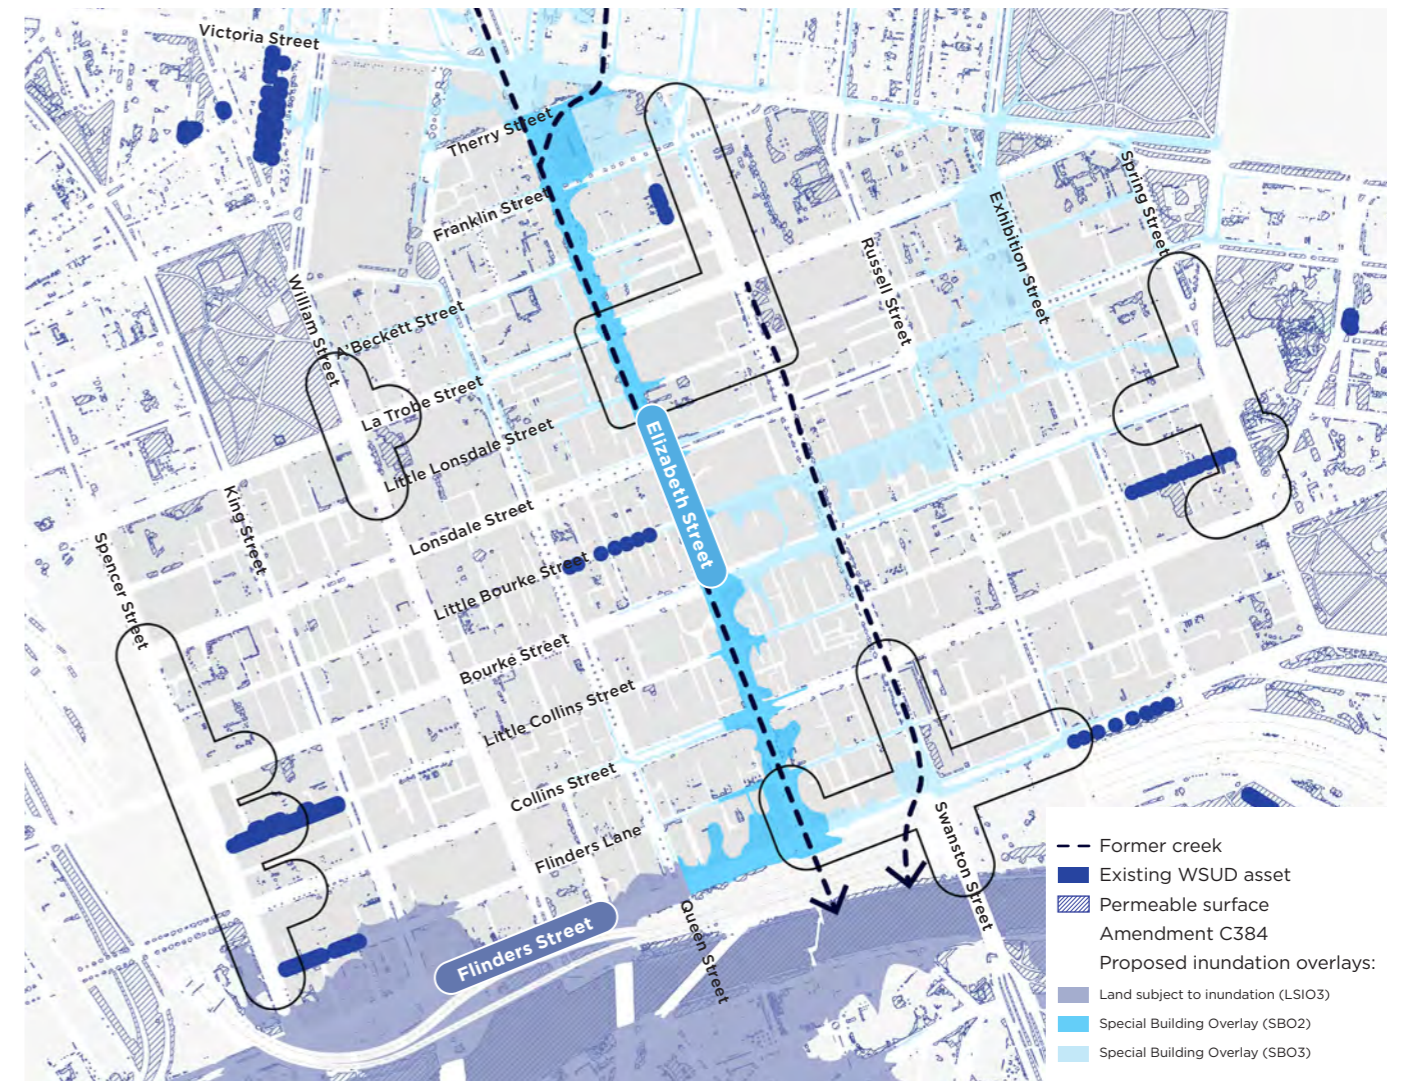 Victoria Street
Therry Street
Franklin Street
Spring Street
Exhibition Street
Russell Street
William Street
A'Beckett Street
La Trobe Street
Little Lonsdale Street
Elizabeth Street
King Street
Lonsdale Street
Spencer Street
Little Bourke Street
Bourke Street
Little Collins Street
Collins Street
Flinders Lane
Swanston Street
Queen Street
Flinders Street
Former creek
Existing WSUD asset
Permeable surface
Amendment C384
Proposed inundation overlays:
Land subject to inundation (LSIO3)
Special Building Overlay (SBO2)
Special Building Overlay (SBO3)